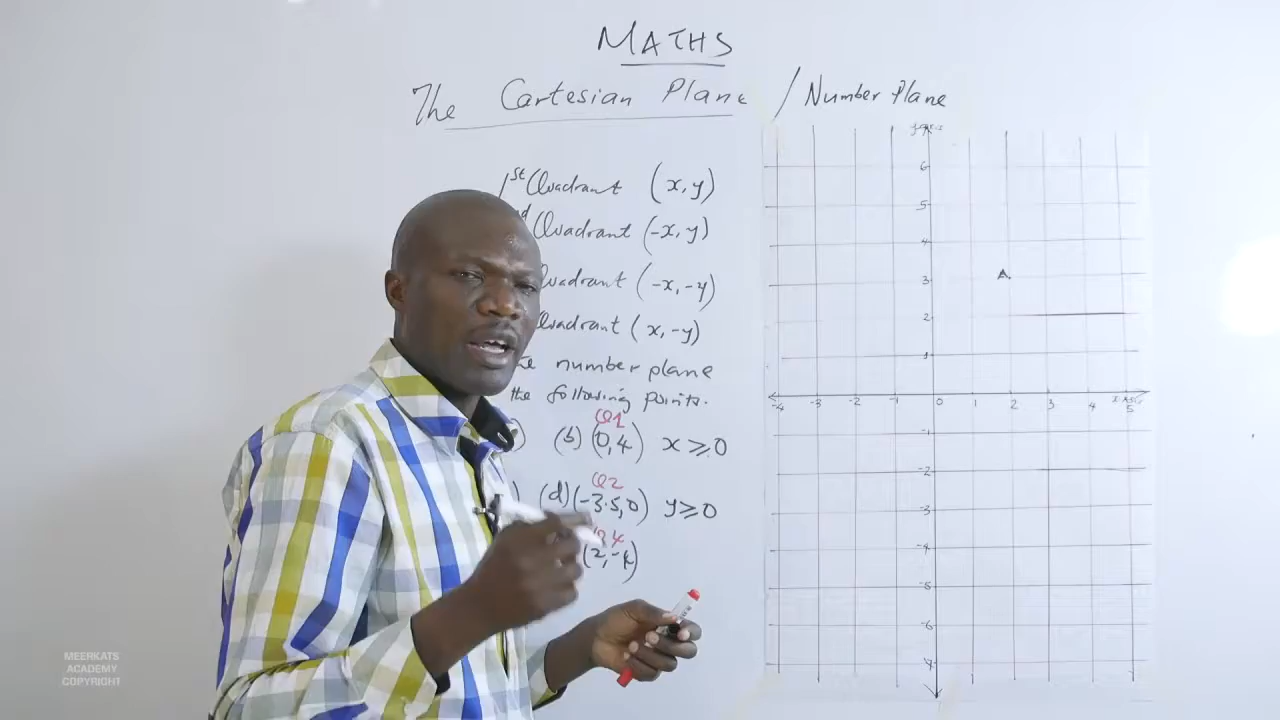 MATHS
The Cartesian Plane / Number Plane
1st Quadrant (x,y)
Quadrant (-x,y)
(-x,-y)
(x,-y)
number plane
the following points.
Q1
(b) (0,4) x ⩾ 0
Q2
(d) (-3.5,0) y ⩾ 0
(2,-4)
y-axis
6
5
4
A
3
2
1
-4 -3 -2 -1 0 1 2 3 4 5 x-axis
-1
-2
-3
-4
-5
-6
-7
MEERKATS
ACADEMY
COPYRIGHT